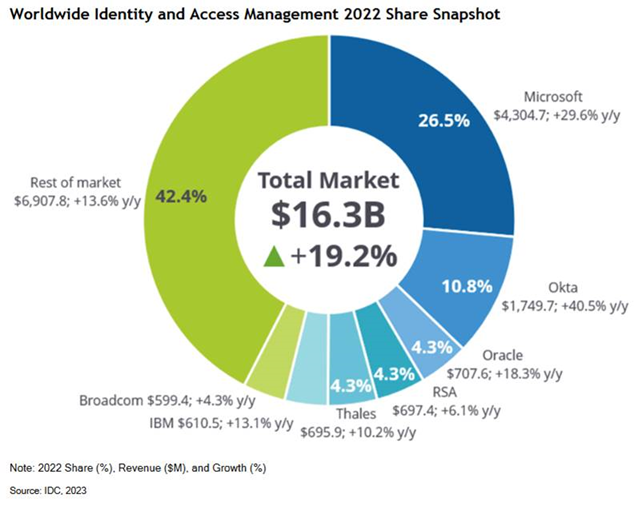 Worldwide Identity and Access Management 2022 Share Snapshot
Microsoft
$4,304.7; +29.6% y/y
26.5%
Rest of market
$6,907.8; +13.6% y/y
42.4%
Total Market
$16.3B
▲+19.2%
10.8%
Okta
$1,749.7; +40.5% y/y
4.3%
Oracle
$707.6; +18.3% y/y
4.3%
RSA
$697.4; +6.1% y/y
4.3%
Thales
$695.9; +10.2% y/y
Broadcom $599.4; +4.3% y/y
IBM $610.5; +13.1% y/y
Note: 2022 Share (%), Revenue ($M), and Growth (%)
Source: IDC, 2023